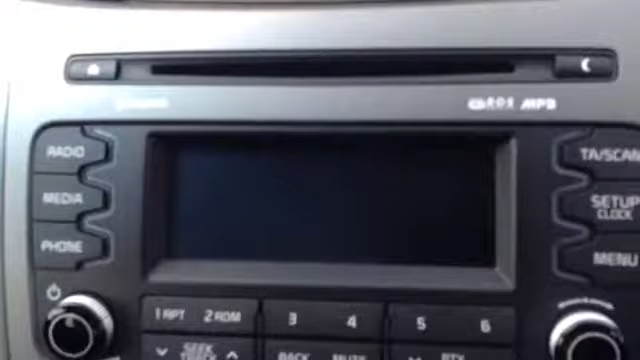 MP3
RADIO
TA/SCAN
MEDIA
SETUP
CLOCK
PHONE
MENU
1 RPT 2 RDM 3 4 5 6
SEEK
TRACK
BACK MUTE PTY